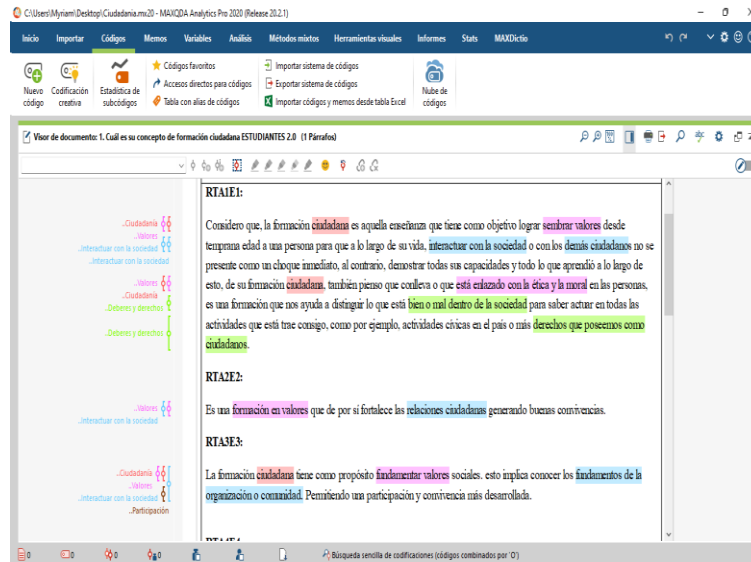 C:\Users\Myriam\Desktop\Ciudadania.mx20 - MAXQDA Analytics Pro 2020 (Release 20.2.1)
Inicio Importar Códigos Memos Variables Análisis Métodos mixtos Herramientas visuales Informes Stats MAXDictio
Nuevo código
Codificación creativa
Estadística de subcódigos
Códigos favoritos
Accesos directos para códigos
Tabla con alias de códigos
Importar sistema de códigos
Exportar sistema de códigos
Importar códigos y memos desde tabla Excel
Nube de códigos
Visor de documento: 1. Cuál es su concepto de formación ciudadana ESTUDIANTES 2.0 (1 Párrafos)
RTA1E1:
..Ciudadanía
..Valores
..Interactuar con la sociedad
..Interactuar con la sociedad
..Valores
..Ciudadanía
..Deberes y derechos
..Deberes y derechos
Considero que, la formación ciudadana es aquella enseñanza que tiene como objetivo lograr sembrar valores desde
temprana edad a una persona para que a lo largo de su vida, interactuar con la sociedad o con los demás ciudadanos no se
presente como un choque inmediato, al contrario, demostrar todas sus capacidades y todo lo que aprendió a lo largo de
esto, de su formación ciudadana, también pienso que conlleva o que está enlazado con la ética y la moral en las personas,
es una formación que nos ayuda a distinguir lo que está bien o mal dentro de la sociedad para saber actuar en todas las
actividades que está trae consigo, como por ejemplo, actividades cívicas en el país o más derechos que poseemos como
ciudadanos.
RTA2E2:
..Valores
..Interactuar con la sociedad
Es una formación en valores que de por si fortalece las relaciones ciudadanas generando buenas convivencias.
RTA3E3:
..Ciudadanía
..Valores
..Interactuar con la sociedad
..Participación
La formación ciudadana tiene como propósito fundamentar valores sociales. esto implica conocer los fundamentos de la
organización o comunidad. Permitiendo una participación y convivencia más desarrollada.
0 0 0 0 Búsqueda sencilla de codificaciones (códigos combinados por 'O')